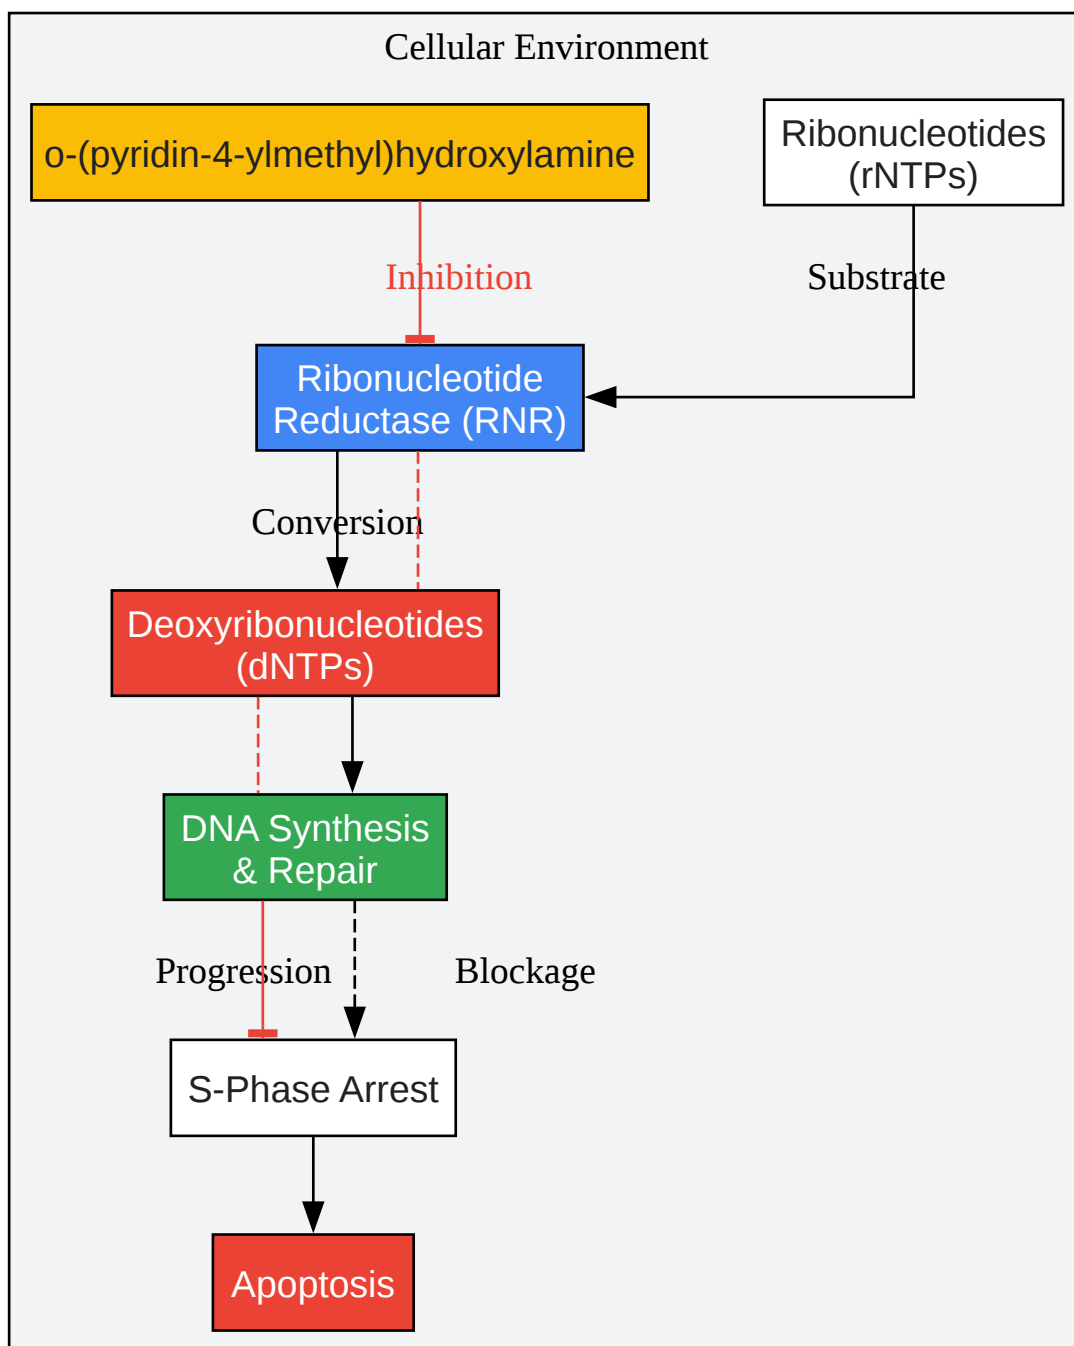 Cellular Environment
o-(pyridin-4-ylmethyl)hydroxylamine
Ribonucleotides
(rNTPs)
Inhibition
Substrate
Ribonucleotide
Reductase (RNR)
Conversion
Deoxyribonucleotides
(dNTPs)
DNA Synthesis
& Repair
Progression
Blockage
S-Phase Arrest
Apoptosis